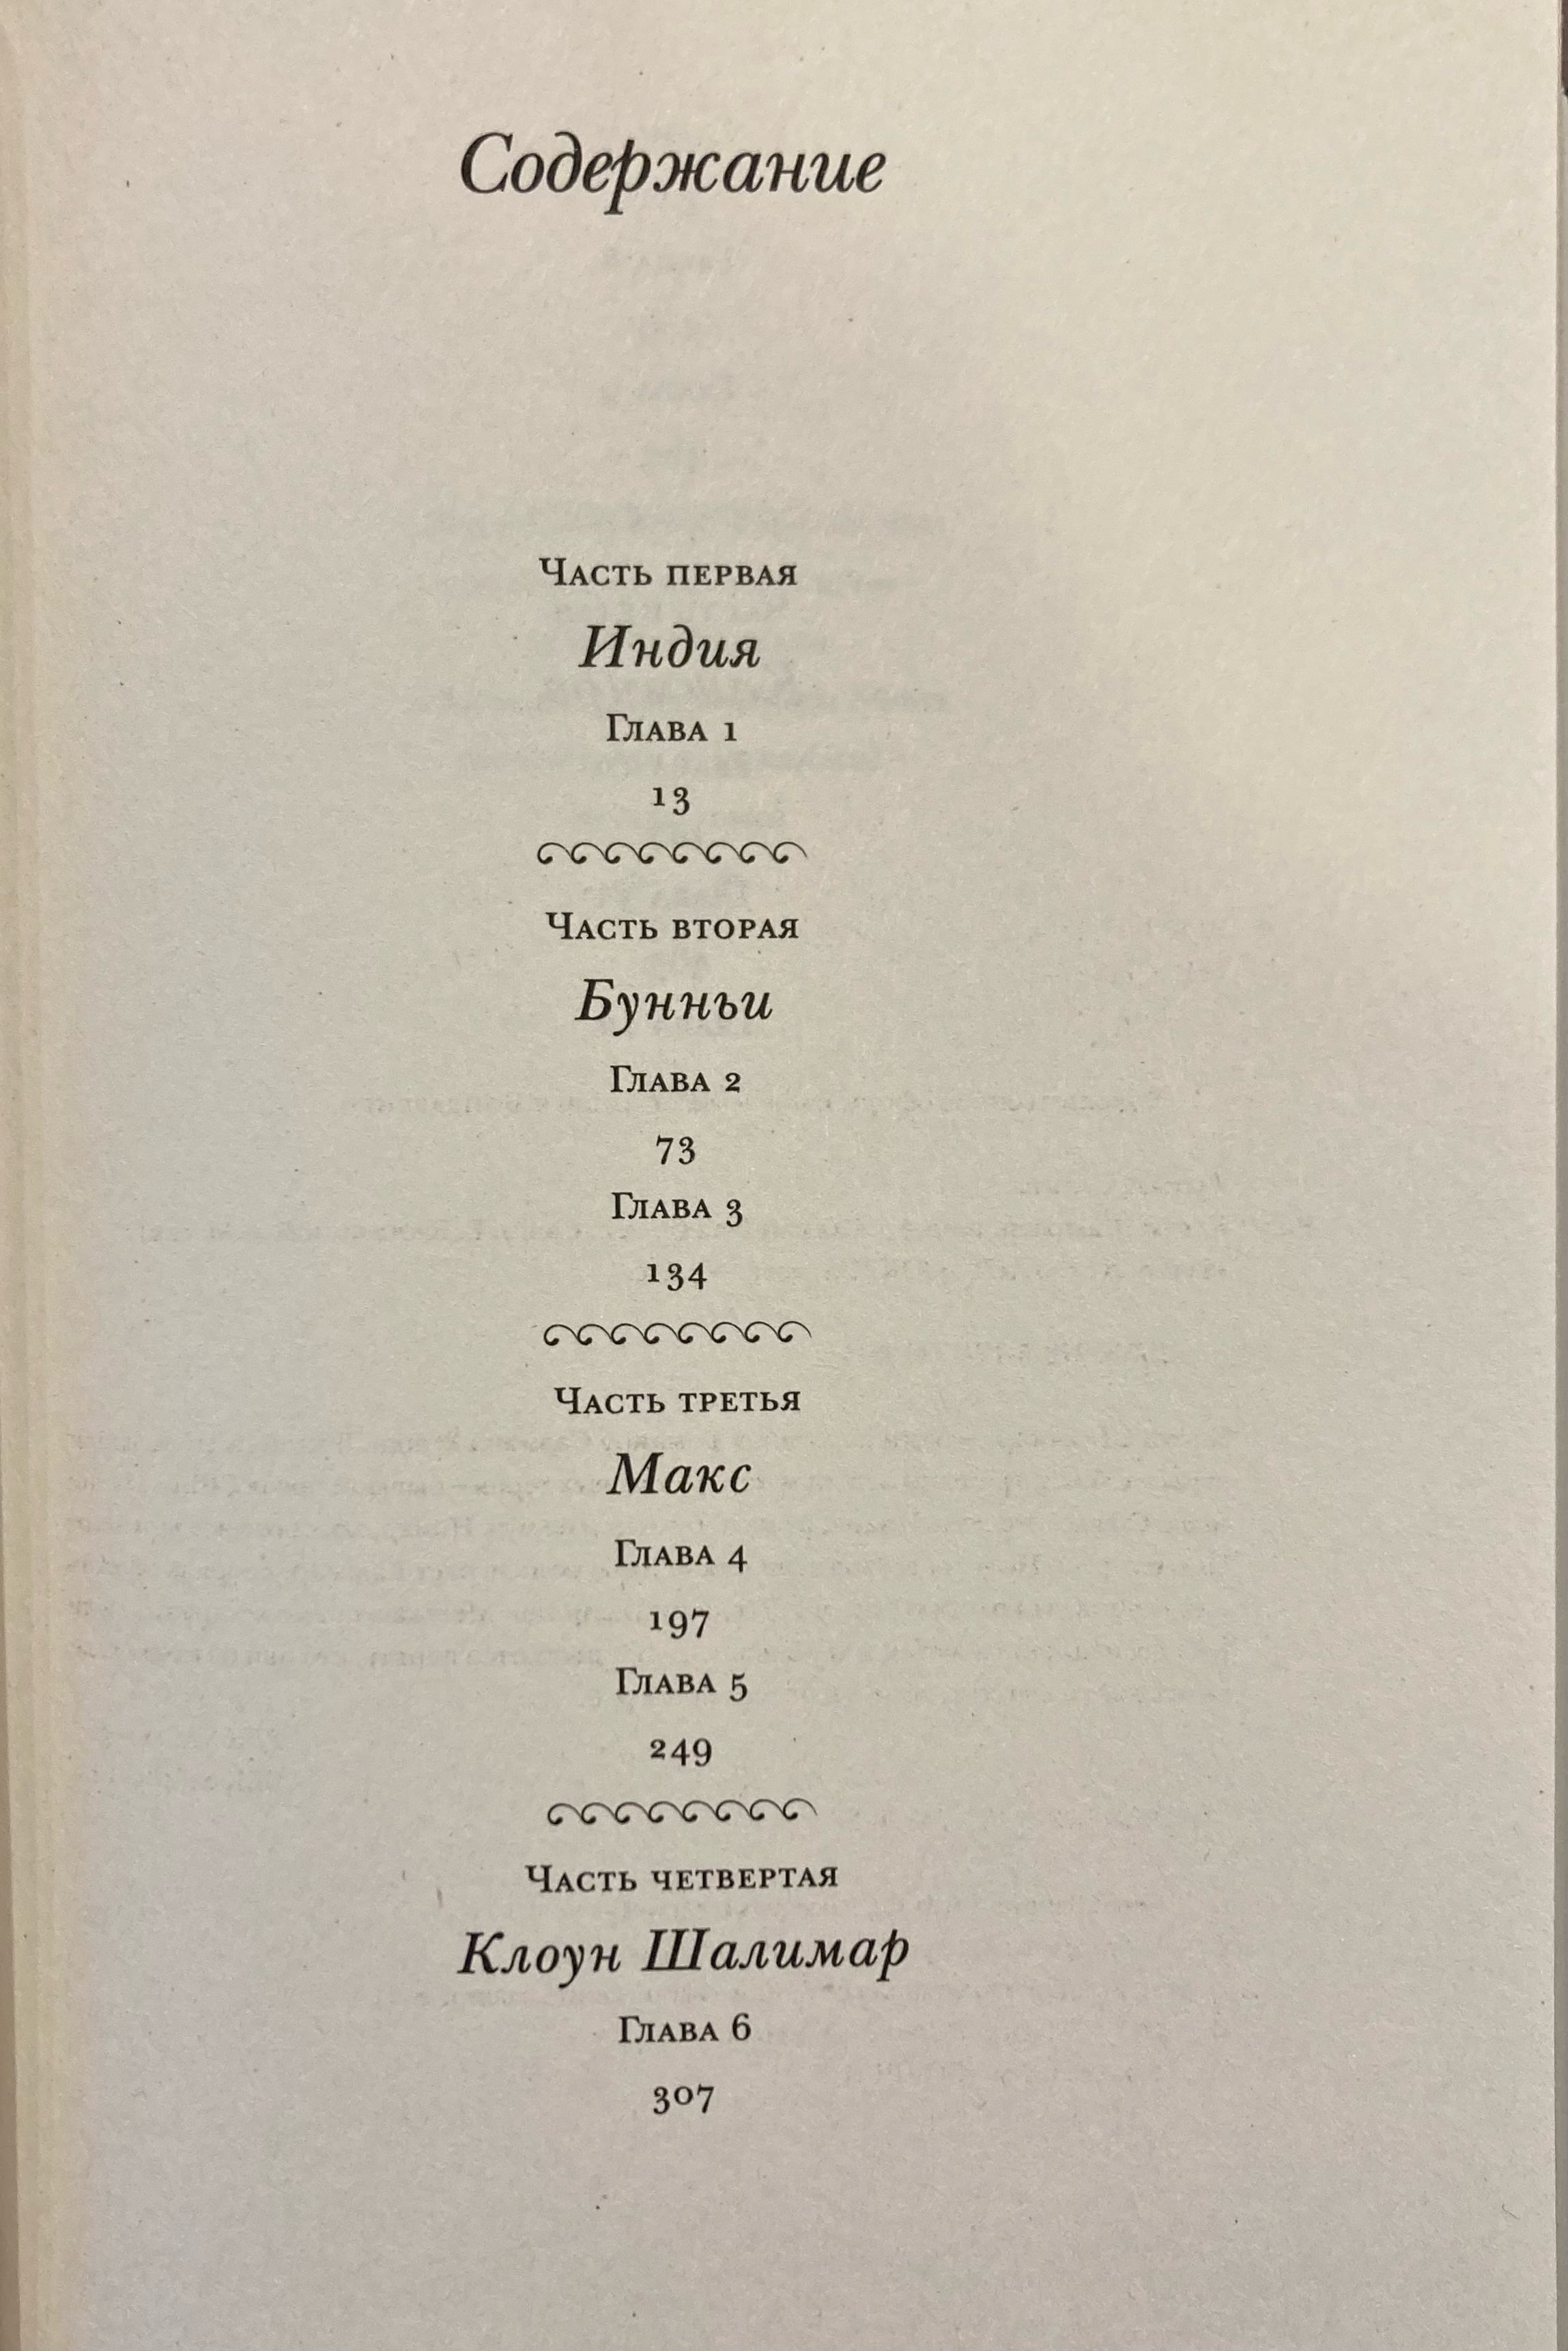 Содержание
Часть первая
Индия
Глава 1
13
Часть вторая
Бунньи
Глава 2
73
Глава 3
134
Часть третья
Макс
Глава 4
197
Глава 5
249
Часть четвертая
Клоун Шалимар
Глава 6
307